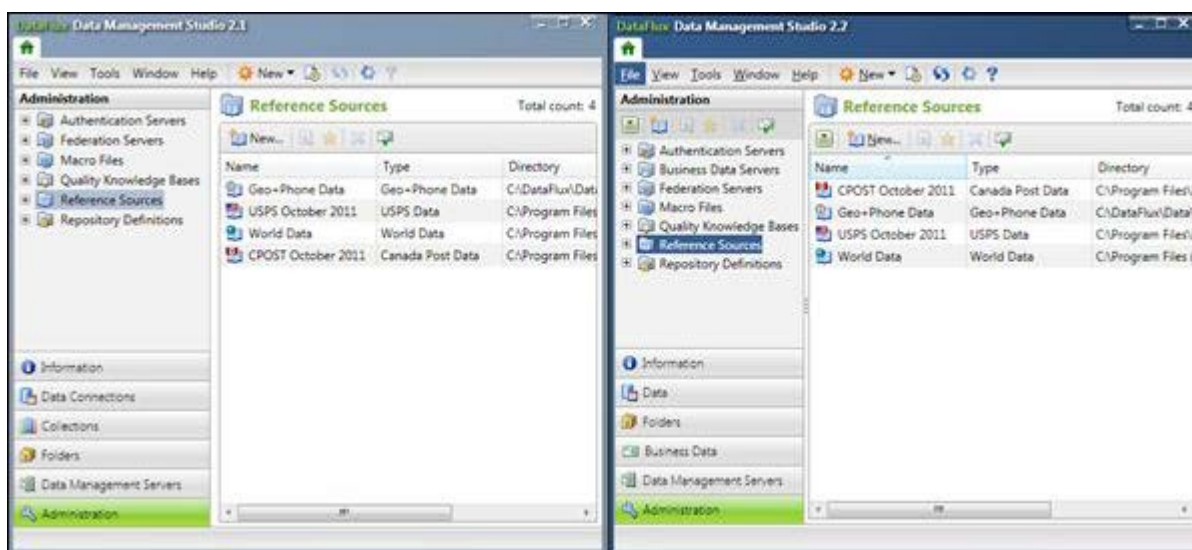 DataFlux Data Management Studio 2.1
File View Tools Window Help New
Administration
Authentication Servers
Federation Servers
Macro Files
Quality Knowledge Bases
Reference Sources
Repository Definitions
Information
Data Connections
Collections
Folders
Data Management Servers
Administration
Reference Sources Total count: 4
New...
Name Type Directory
Geo+Phone Data Geo+Phone Data C:\DataFlux\Data
USPS October 2011 USPS Data C:\Program Files
World Data World Data C:\Program Files
CPOST October 2011 Canada Post Data C:\Program Files
DataFlux Data Management Studio 2.2
File View Tools Window Help New
Administration
Authentication Servers
Business Data Servers
Federation Servers
Macro Files
Quality Knowledge Bases
Reference Sources
Repository Definitions
Information
Data
Folders
Business Data
Data Management Servers
Administration
Reference Sources Total count: 4
New...
Name Type Directory
CPOST October 2011 Canada Post Data C:\Program Files\
Geo+Phone Data Geo+Phone Data C:\DataFlux\Data\
USPS October 2011 USPS Data C:\Program Files\
World Data World Data C:\Program Files